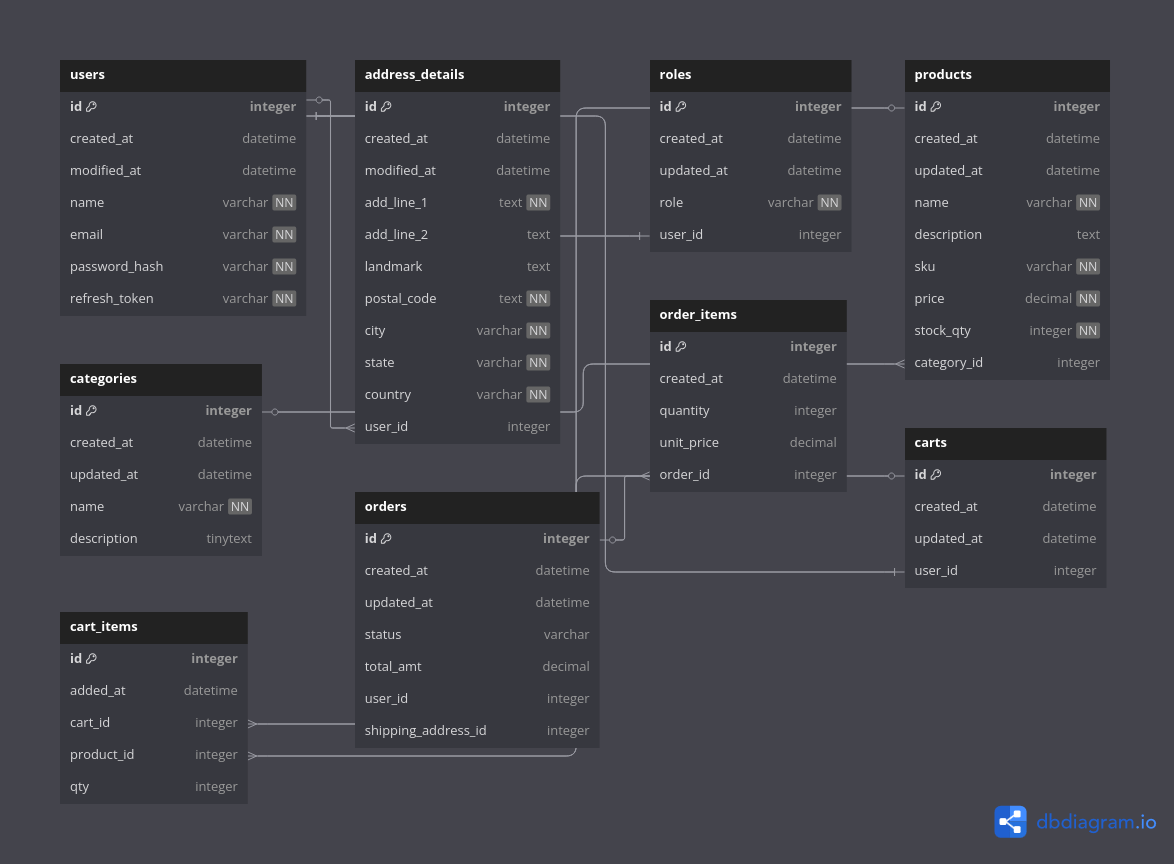 users
id integer
created_at datetime
modified_at datetime
name varchar NN
email varchar NN
password_hash varchar NN
refresh_token varchar NN
address_details
id integer
created_at datetime
modified_at datetime
add_line_1 text NN
add_line_2 text
landmark text
postal_code text NN
city varchar NN
state varchar NN
country varchar NN
user_id integer
roles
id integer
created_at datetime
updated_at datetime
role varchar NN
user_id integer
products
id integer
created_at datetime
updated_at datetime
name varchar NN
description text
sku varchar NN
price decimal NN
stock_qty integer NN
category_id integer
order_items
id integer
created_at datetime
quantity integer
unit_price decimal
order_id integer
categories
id integer
created_at datetime
updated_at datetime
name varchar NN
description tinytext
carts
id integer
created_at datetime
updated_at datetime
user_id integer
orders
id integer
created_at datetime
updated_at datetime
status varchar
total_amt decimal
user_id integer
shipping_address_id integer
cart_items
id integer
added_at datetime
cart_id integer
product_id integer
qty integer
dbdiagram.io